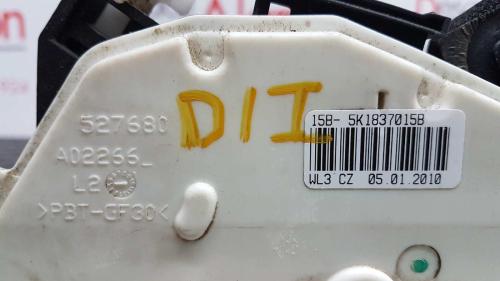 527680
A02266_
L2
>PBT-GF30<
DII
15B- 5K1837015B
WL3 CZ 05.01.2010